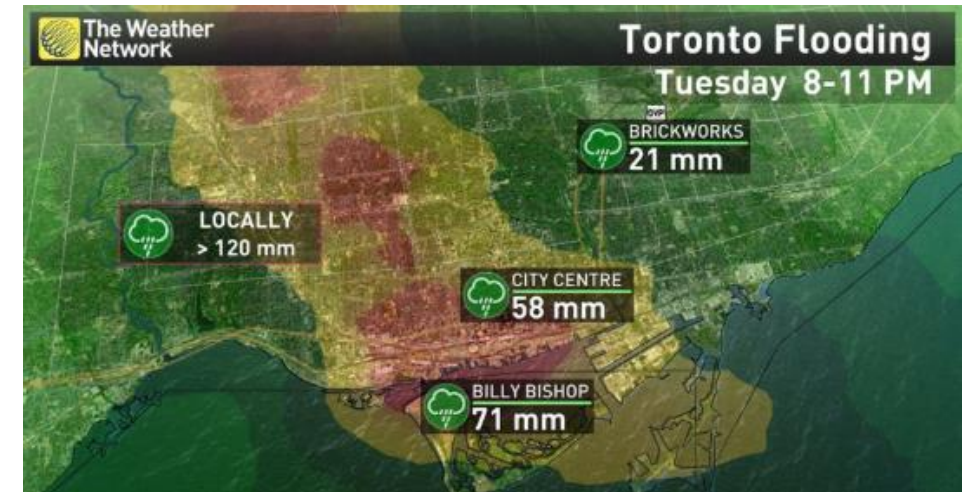 The Weather
Network
Toronto Flooding
Tuesday 8-11 PM
DVP
BRICKWORKS
21 mm
LOCALLY
> 120 mm
CITY CENTRE
58 mm
BILLY BISHOP
71 mm